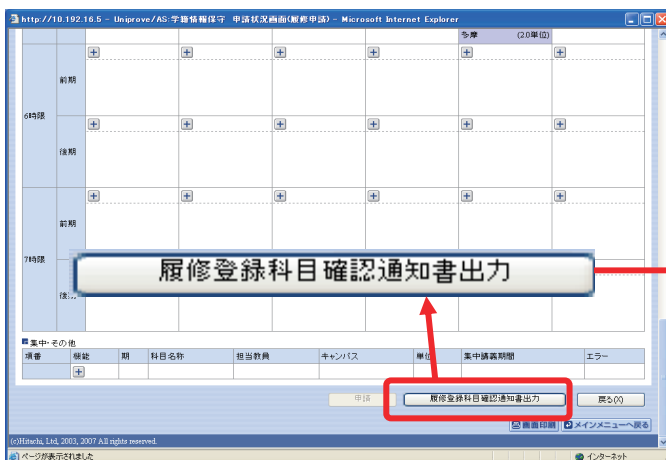 http://10.192.16.5 - Uniprove/AS:学籍情報保守 申請状況画面(履修申請) - Microsoft Internet Explorer
多摩 (2.0単位)
6時限
前期
後期
7時限
前期
後
履修登録科目確認通知書出力
集中・その他
項番 機能 期 科目名称 担当教員 キャンパス 単位 集中講義期間 エラー
申請 履修登録科目確認通知書出力 戻る(X)
画面印刷 メインメニューへ戻る
(c)Hitachi, Ltd, 2003, 2007 All rights reserved.
ページが表示されました インターネット